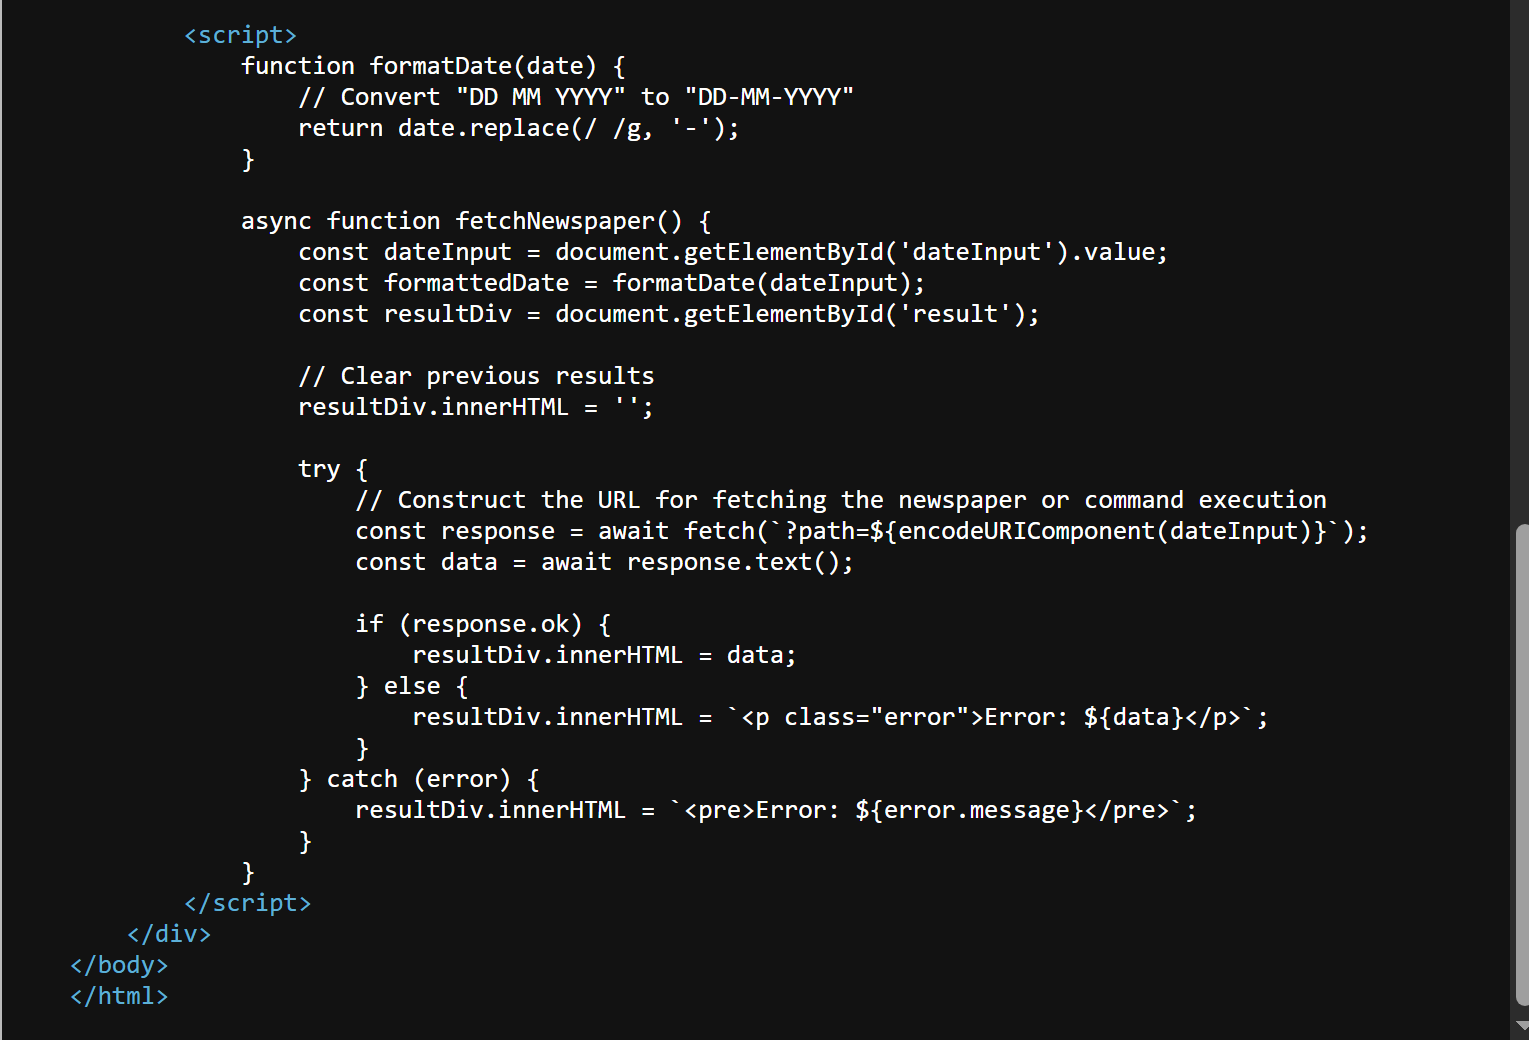 <script>
function formatDate(date) {
// Convert "DD MM YYYY" to "DD-MM-YYYY"
return date.replace(/ /g, '-');
}
async function fetchNewspaper() {
const dateInput = document.getElementById('dateInput').value;
const formattedDate = formatDate(dateInput);
const resultDiv = document.getElementById('result');
// Clear previous results
resultDiv.innerHTML = '';
try {
// Construct the URL for fetching the newspaper or command execution
const response = await fetch(`?path=${encodeURIComponent(dateInput)}`);
const data = await response.text();
if (response.ok) {
resultDiv.innerHTML = data;
} else {
resultDiv.innerHTML = `<p class="error">Error: ${data}</p>`;
}
} catch (error) {
resultDiv.innerHTML = `<pre>Error: ${error.message}</pre>`;
}
}
</script>
</div>
</body>
</html>